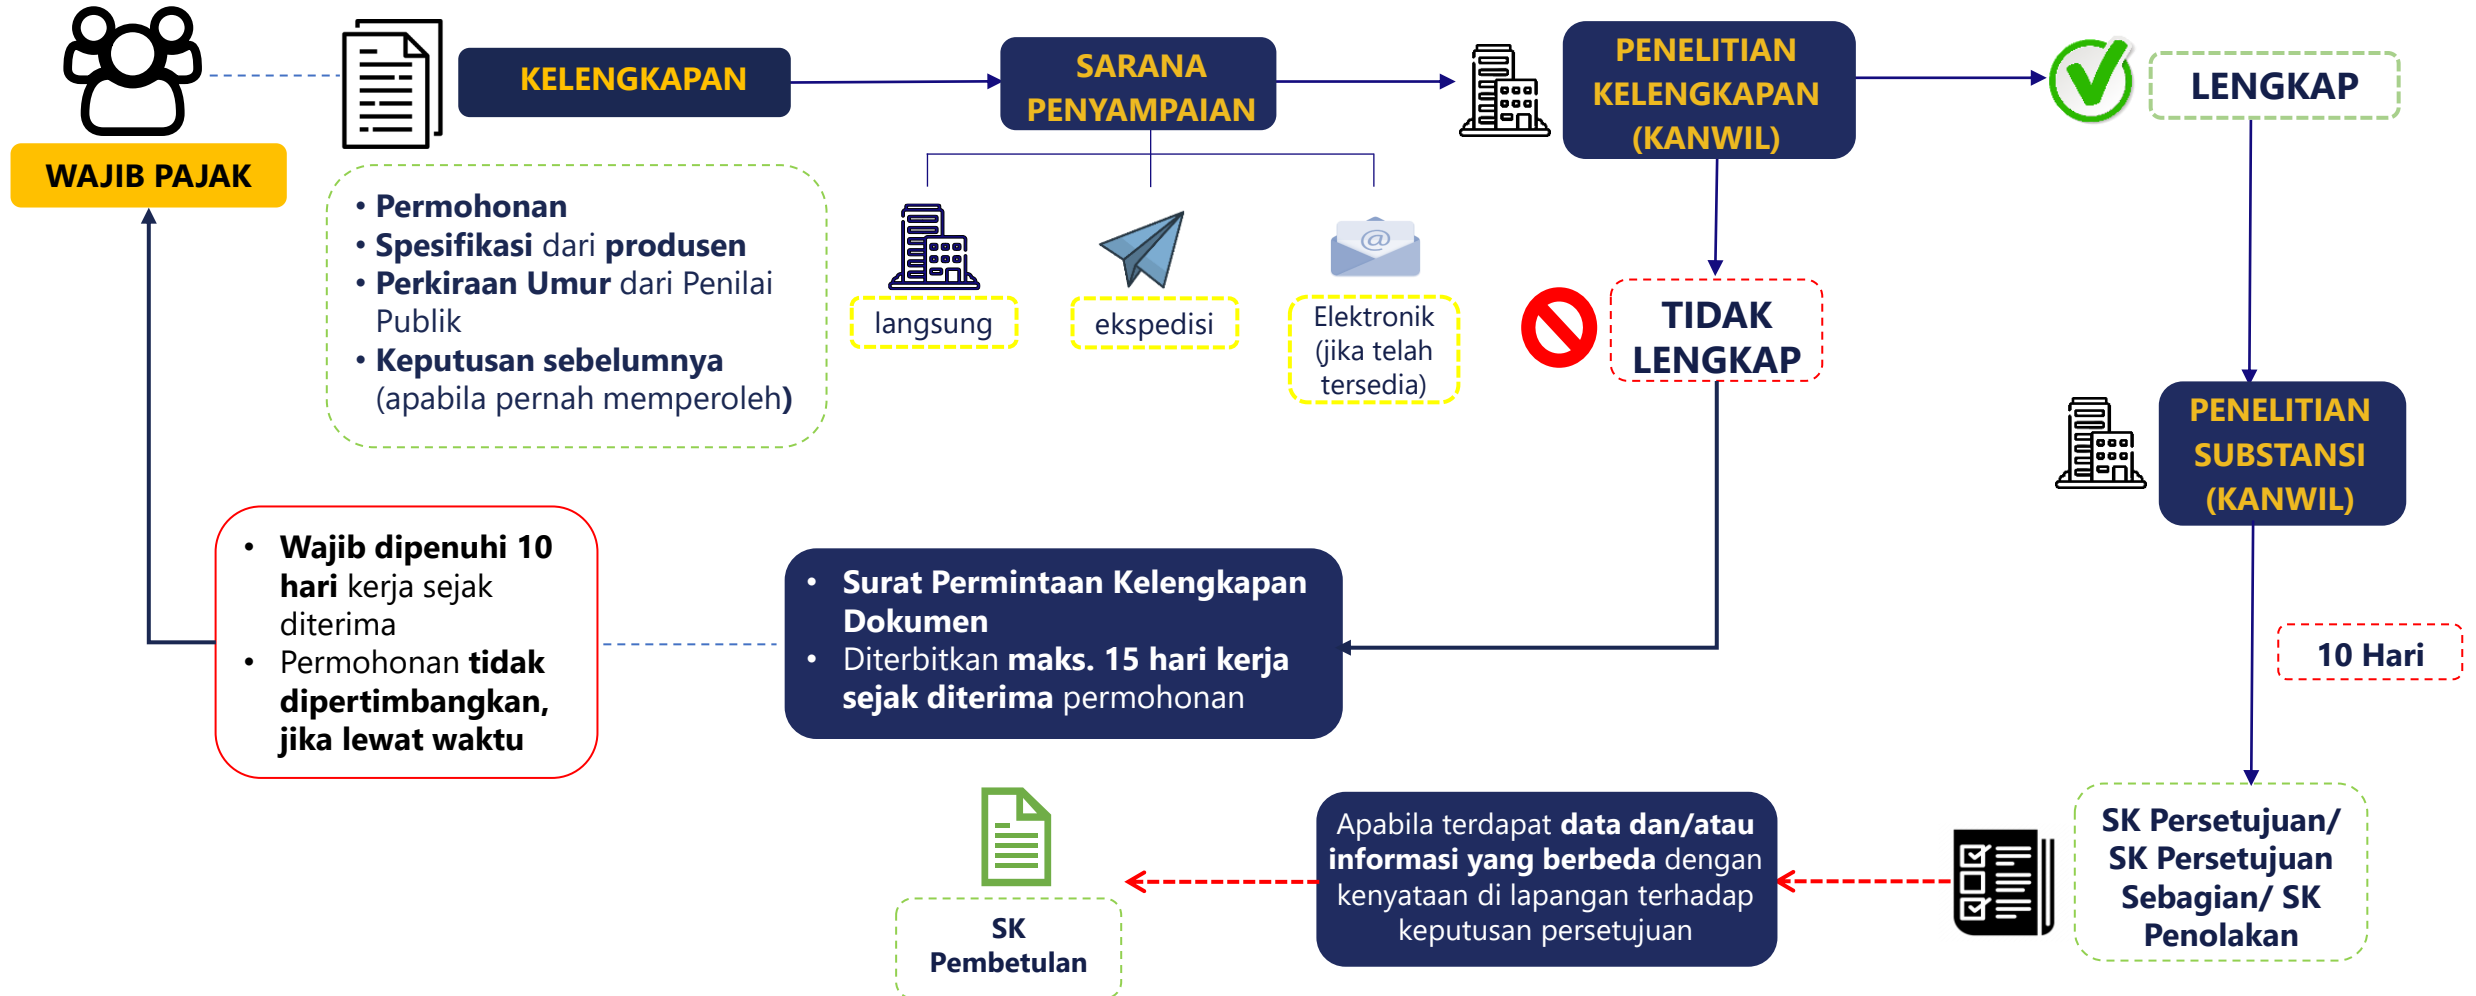 WAJIB PAJAK
KELENGKAPAN
• Permohonan
• Spesifikasi dari produsen
• Perkiraan Umur dari Penilai
Publik
• Keputusan sebelumnya
(apabila pernah memperoleh)
SARANA
PENYAMPAIAN
langsung
ekspedisi
@
Elektronik
(jika telah
tersedia)
PENELITIAN
KELENGKAPAN
(KANWIL)
LENGKAP
TIDAK
LENGKAP
PENELITIAN
SUBSTANSI
(KANWIL)
• Wajib dipenuhi 10
hari kerja sejak
diterima
• Permohonan tidak
dipertimbangkan,
jika lewat waktu
• Surat Permintaan Kelengkapan
Dokumen
• Diterbitkan maks. 15 hari kerja
sejak diterima permohonan
10 Hari
SK Persetujuan/
SK Persetujuan
Sebagian/ SK
Penolakan
Apabila terdapat data dan/atau
informasi yang berbeda dengan
kenyataan di lapangan terhadap
keputusan persetujuan
SK
Pembetulan